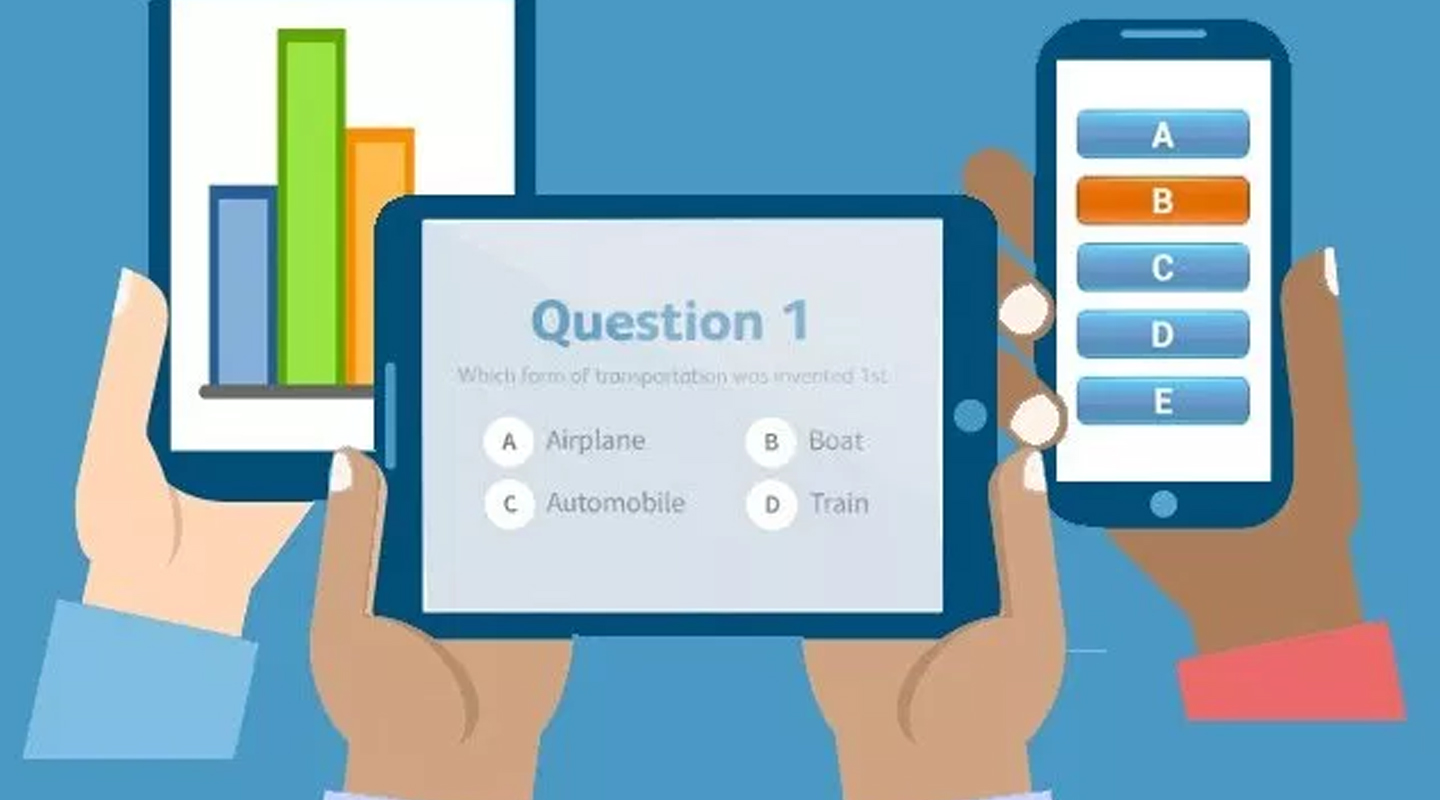 Question 1
Which form of transportation was invented 1st
A Airplane
B Boat
C Automobile
D Train
A
B
C
D
E